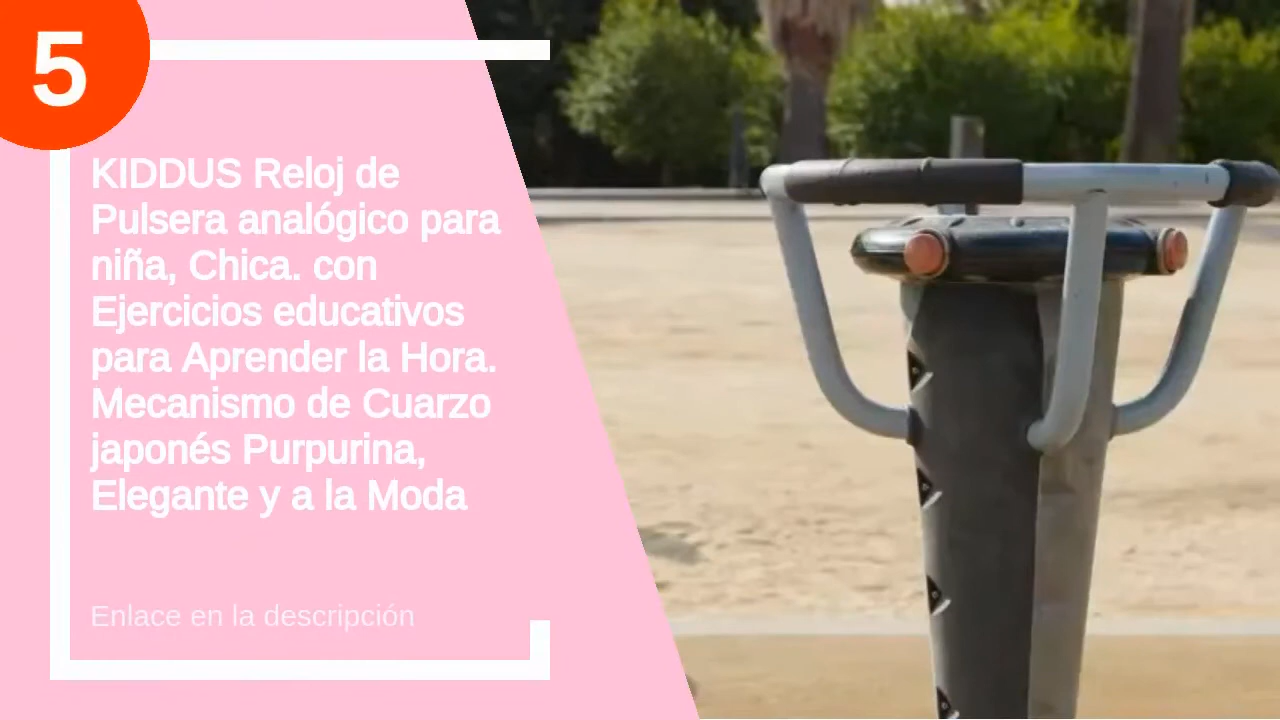 5
KIDDUS Reloj de
Pulsera analógico para
niña, Chica. con
Ejercicios educativos
para Aprender la Hora.
Mecanismo de Cuarzo
japonés Purpurina,
Elegante y a la Moda
Enlace en la descripción